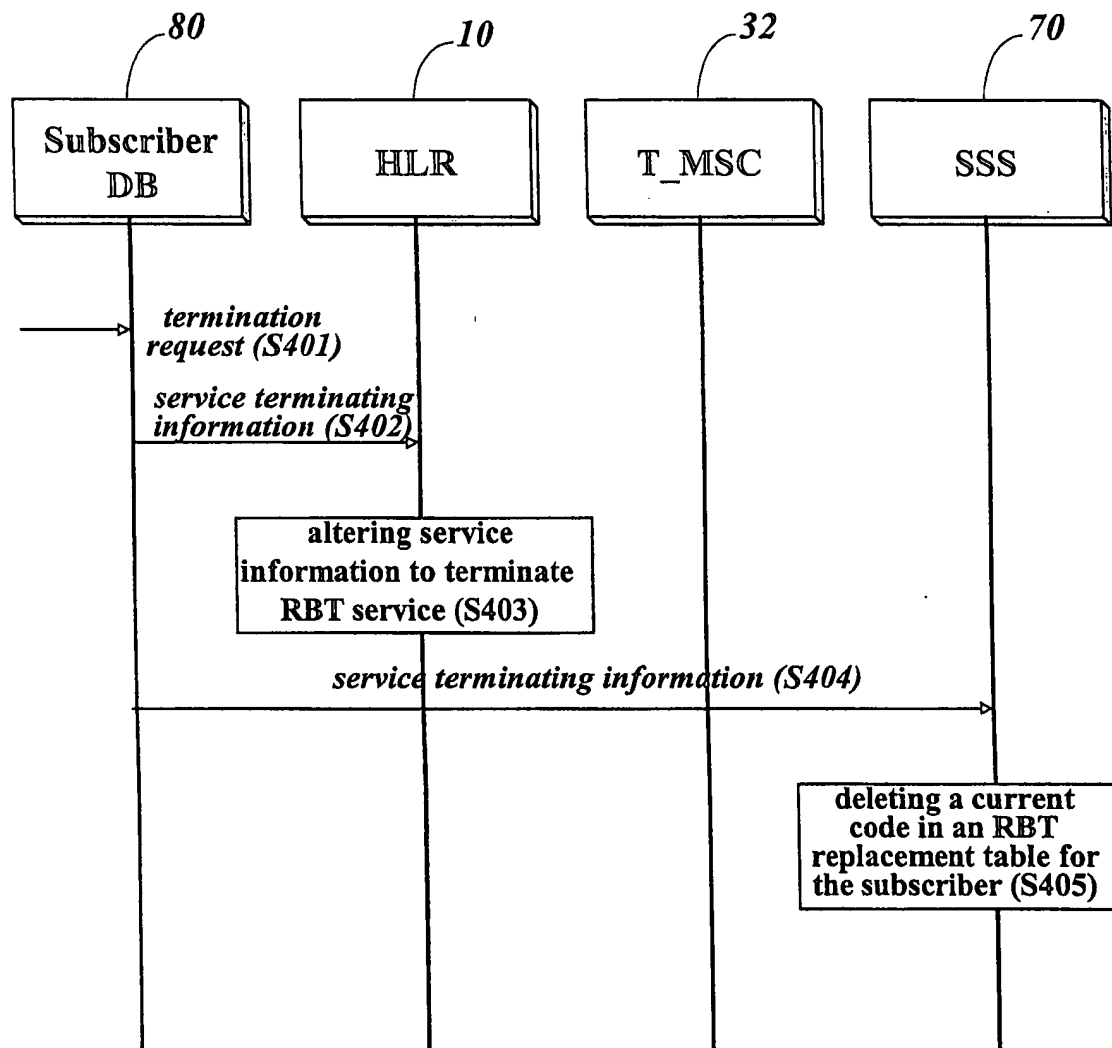 80
10
32
70
Subscriber
DB
HLR
T_MSC
SSS
termination
request (S401)
service terminating
information (S402)
altering service
information to terminate
RBT service (S403)
service terminating information (S404)
deleting a current
code in an RBT
replacement table for
the subscriber (S405)